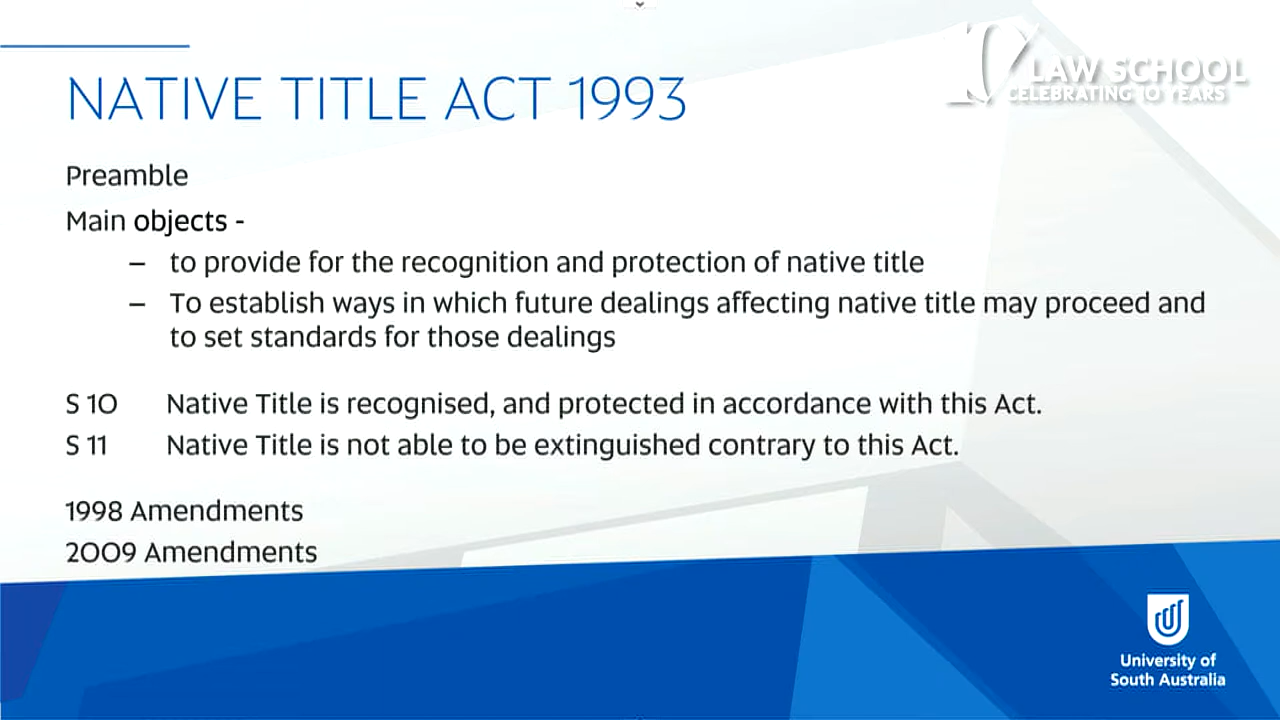 10 LAW SCHOOL
CELEBRATING 10 YEARS
NATIVE TITLE ACT 1993
Preamble
Main objects -
– to provide for the recognition and protection of native title
– To establish ways in which future dealings affecting native title may proceed and
to set standards for those dealings
S 10 Native Title is recognised, and protected in accordance with this Act.
S 11 Native Title is not able to be extinguished contrary to this Act.
1998 Amendments
2009 Amendments
University of
South Australia